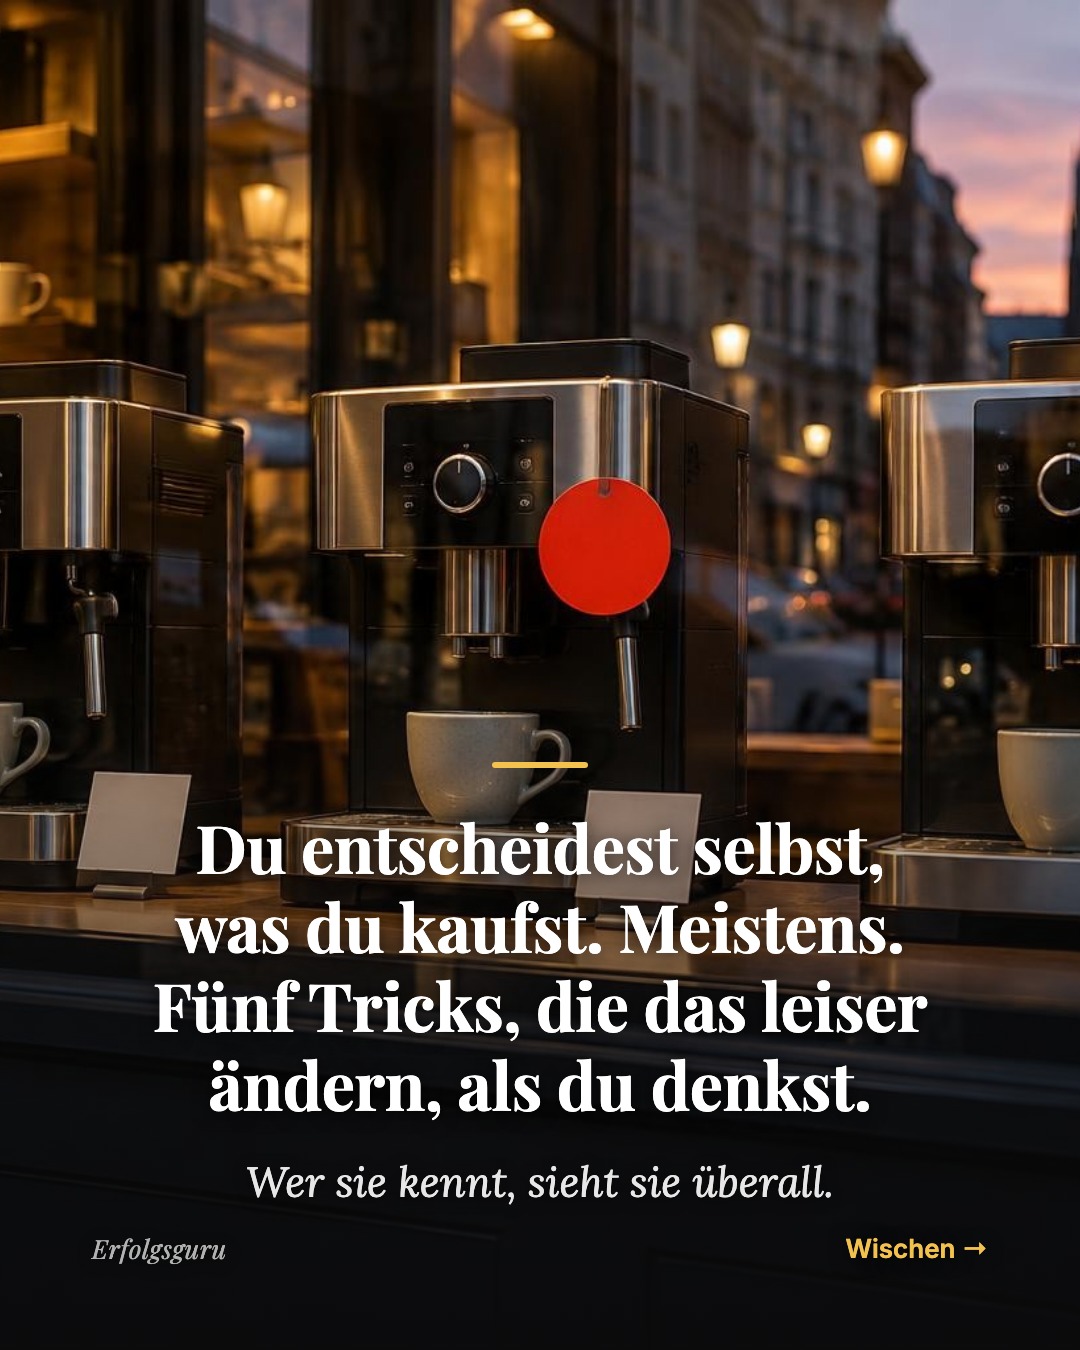 Du entscheidest selbst,
was du kaufst. Meistens.
Fünf Tricks, die das leiser
ändern, als du denkst.
Wer sie kennt, sieht sie überall.
Erfolgsguru
Wischen →